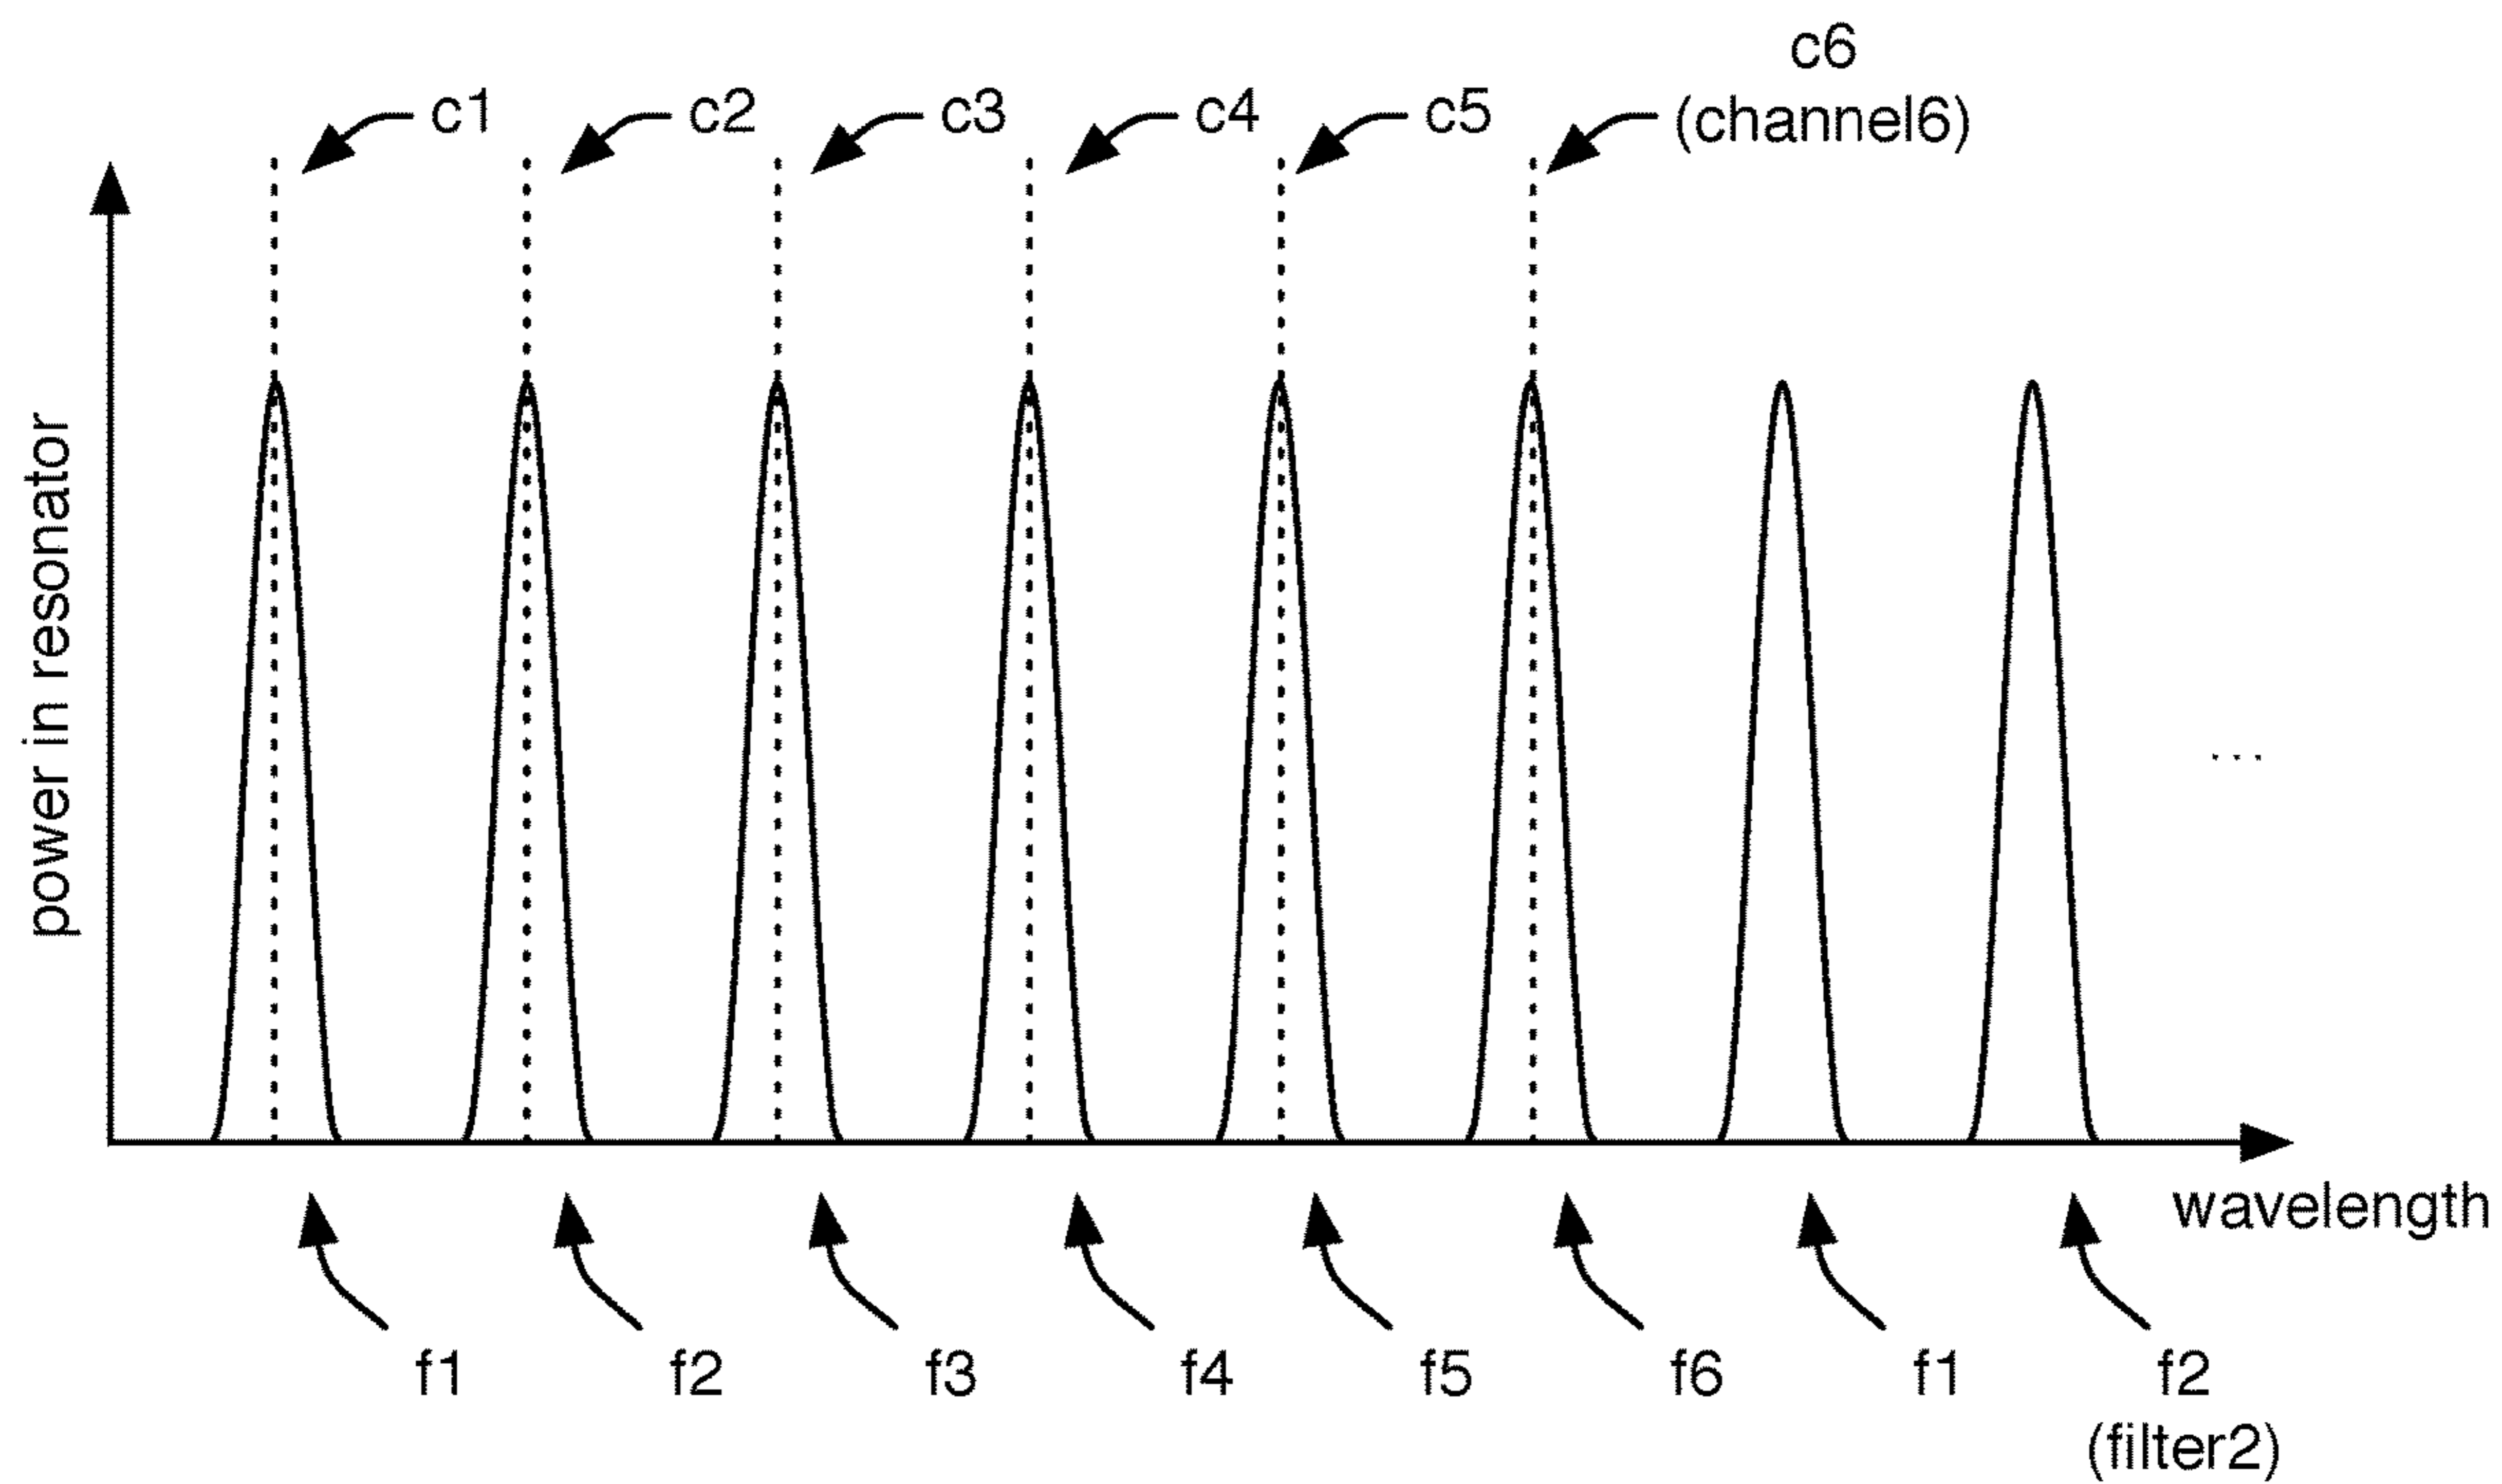 c6
c1
c2
c3
c4
c5
(channel6)
power in resonator
...
wavelength
f1
f2
f3
f4
f5
f6
f1
f2
(filter2)